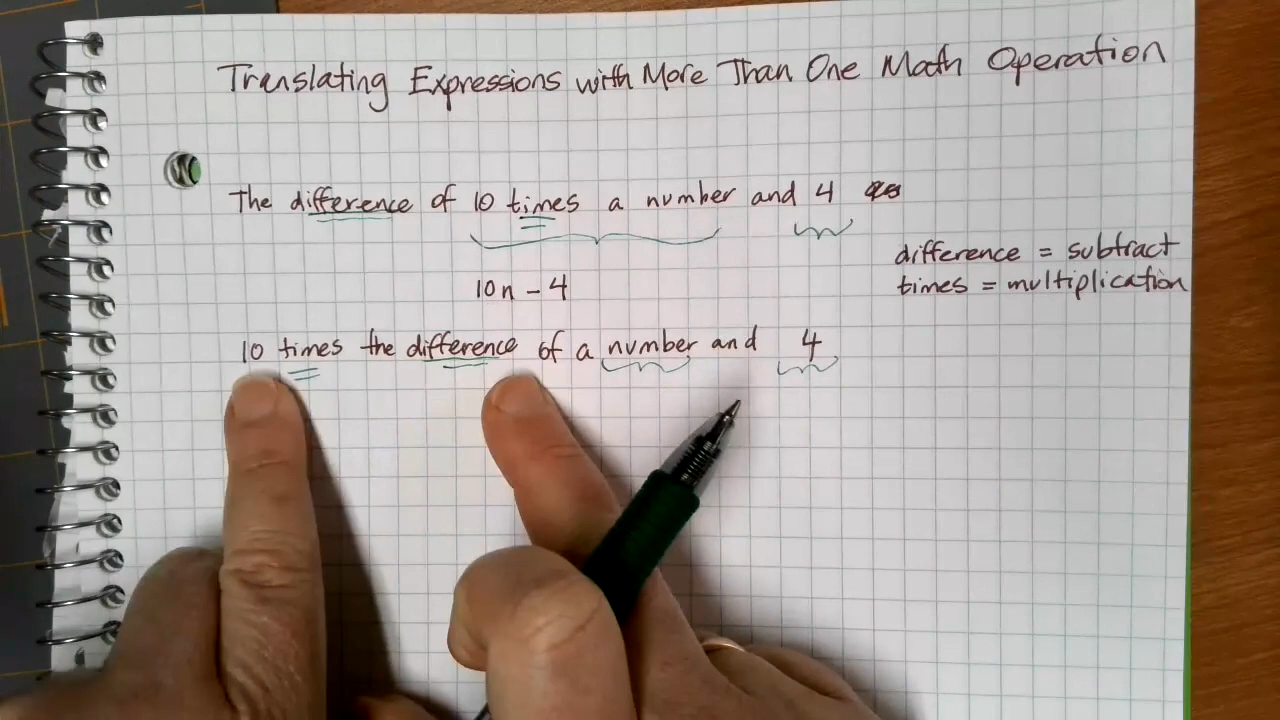 Translating Expressions with More Than One Math Operation
The difference of 10 times a number and 4
difference = subtract
times = multiplication
10n - 4
10 times the difference of a number and 4